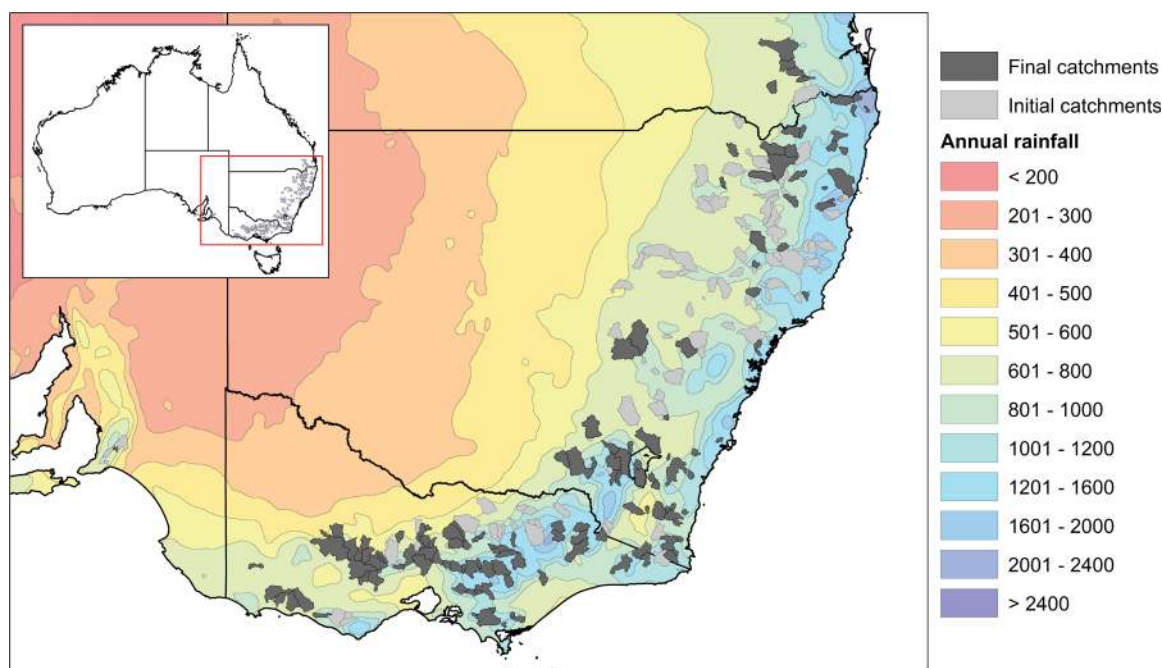 Final catchments
Initial catchments
Annual rainfall
< 200
201 - 300
301 - 400
401 - 500
501 - 600
601 - 800
801 - 1000
1001 - 1200
1201 - 1600
1601 - 2000
2001 - 2400
> 2400